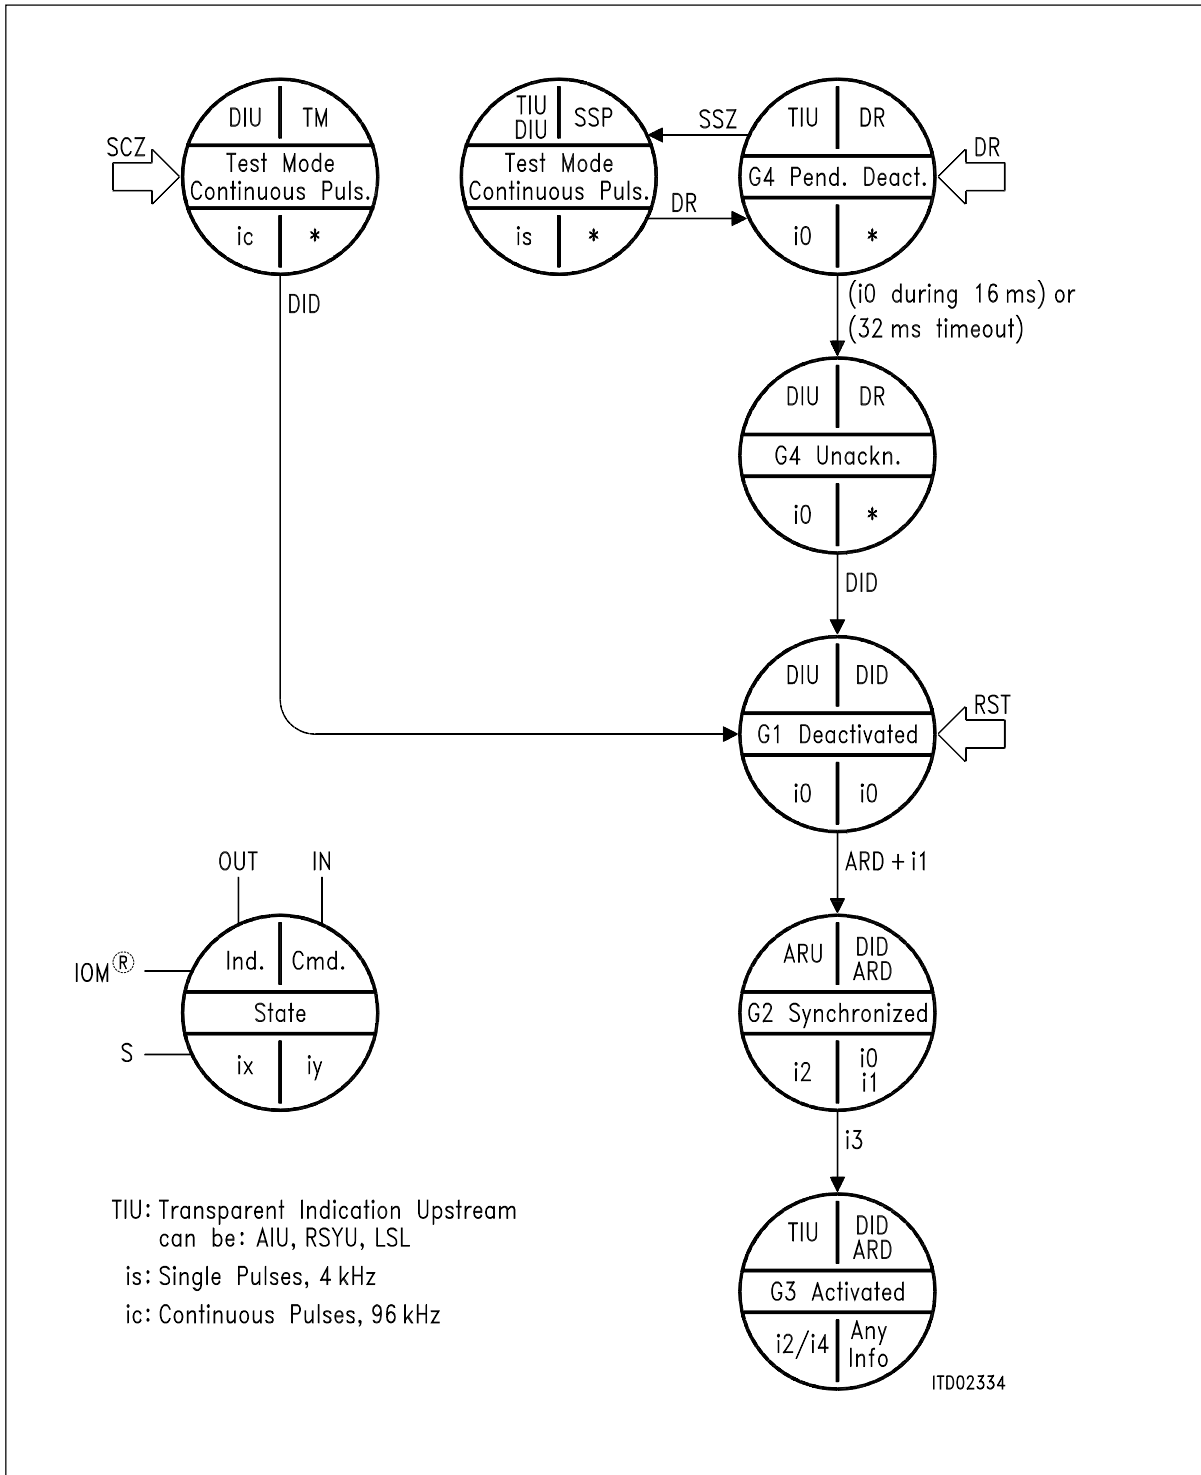 DIU TM
SCZ
Test Mode
Continuous Puls.
ic *
DID
TIU
DIU SSP
Test Mode
Continuous Puls.
is *
SSZ
DR
TIU DR
G4 Pend. Deact.
i0 *
DR
(i0 during 16 ms) or
(32 ms timeout)
DIU DR
G4 Unackn.
i0 *
DID
DIU DID
G1 Deactivated
i0 i0
RST
ARD + i1
ARU DID
ARD
G2 Synchronized
i2 i0
i1
i3
TIU DID
ARD
G3 Activated
i2/i4 Any
Info
OUT IN
IOM®
Ind. Cmd.
State
S
ix iy
TIU: Transparent Indication Upstream
can be: AIU, RSYU, LSL
is: Single Pulses, 4 kHz
ic: Continuous Pulses, 96 kHz
ITD02334